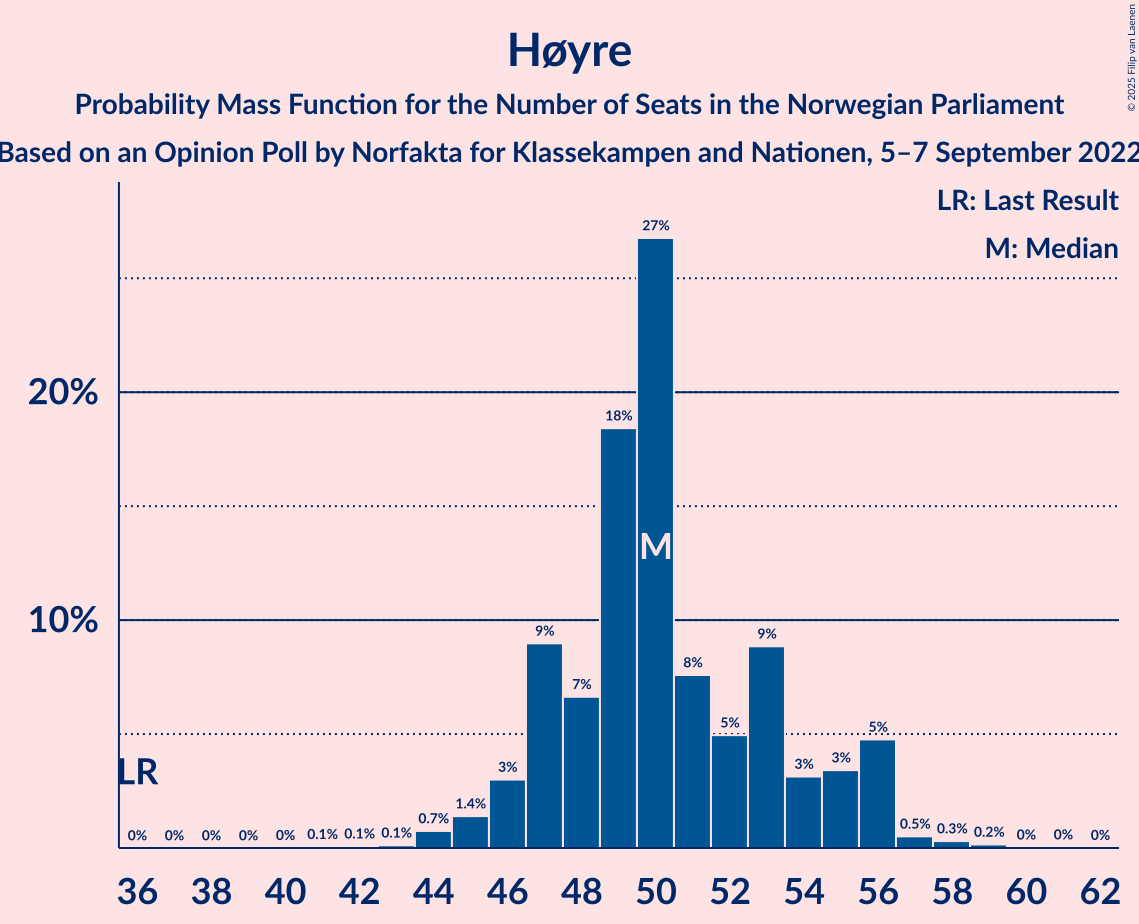 Høyre
Probability Mass Function for the Number of Seats in the Norwegian Parliament
Based on an Opinion Poll by Norfakta for Klassekampen and Nationen, 5–7 September 2022
© 2025 Filip van Laenen
LR: Last Result
M: Median
27%
20%
18%
M
10%
9% 9%
8%
7%
5% 5%
LR
3% 3% 3%
1.4%
0.7%
0% 0% 0% 0% 0% 0.1% 0.1% 0.1% 0.5% 0.3% 0.2% 0% 0% 0%
36 38 40 42 44 46 48 50 52 54 56 58 60 62